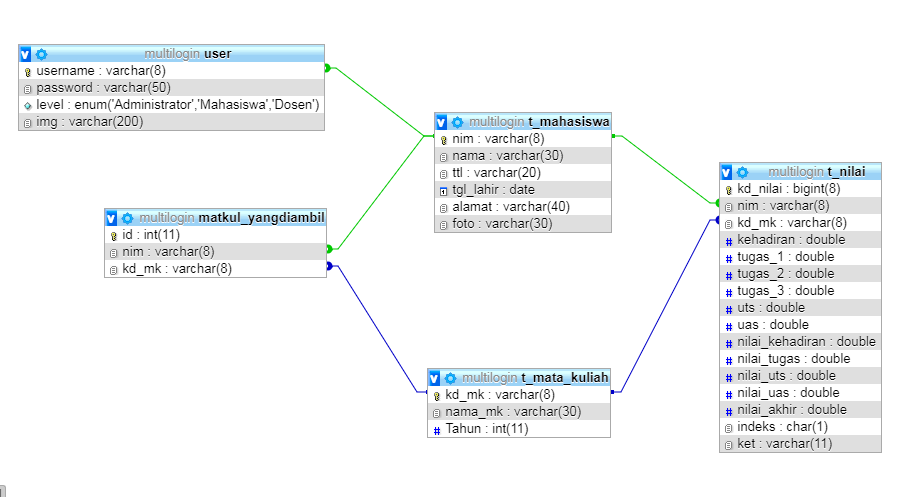 multilogin user
username : varchar(8)
password : varchar(50)
level : enum('Administrator','Mahasiswa','Dosen')
img : varchar(200)
multilogin t_mahasiswa
nim : varchar(8)
nama : varchar(30)
ttl : varchar(20)
tgl_lahir : date
alamat : varchar(40)
foto : varchar(30)
multilogin t_nilai
kd_nilai : bigint(8)
nim : varchar(8)
kd_mk : varchar(8)
# kehadiran : double
# tugas_1 : double
# tugas_2 : double
# tugas_3 : double
# uts : double
# uas : double
# nilai_kehadiran : double
# nilai_tugas : double
# nilai_uts : double
# nilai_uas : double
# nilai_akhir : double
indeks : char(1)
ket : varchar(11)
multilogin matkul_yangdiambil
id : int(11)
nim : varchar(8)
kd_mk : varchar(8)
multilogin t_mata_kuliah
kd_mk : varchar(8)
nama_mk : varchar(30)
# Tahun : int(11)